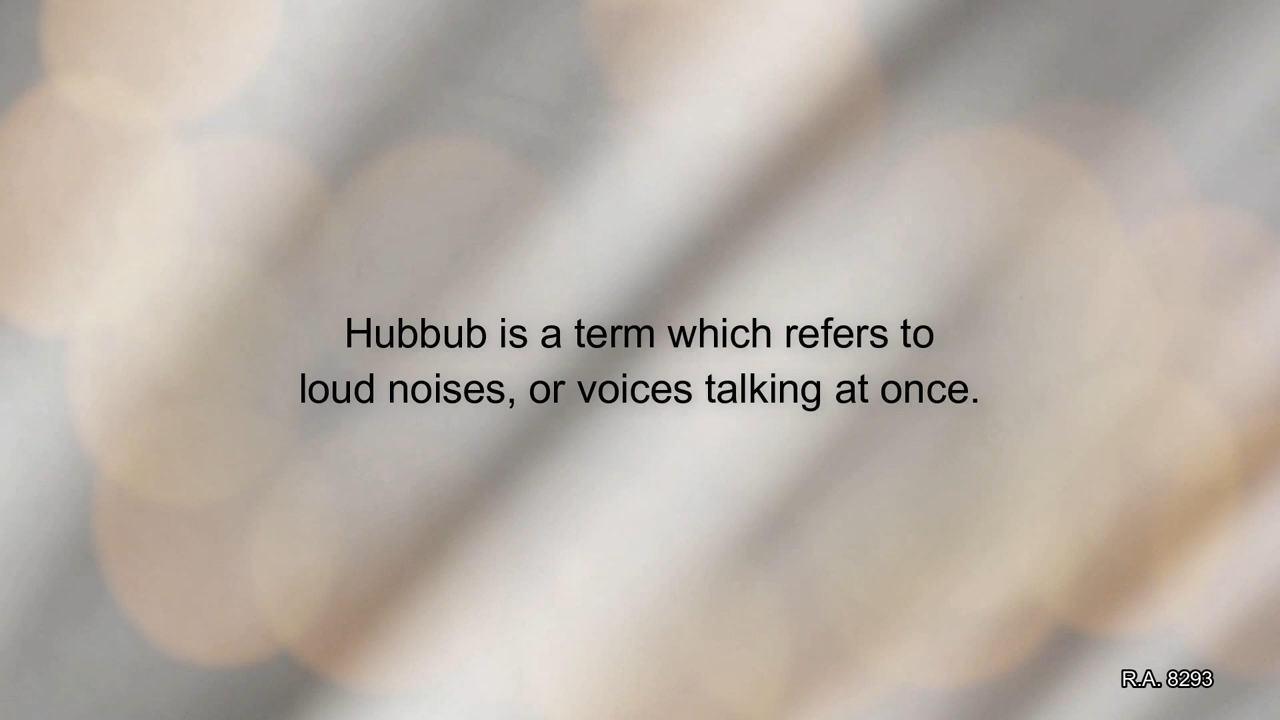 Hubbub is a term which refers to
loud noises, or voices talking at once.
R.A. 8293